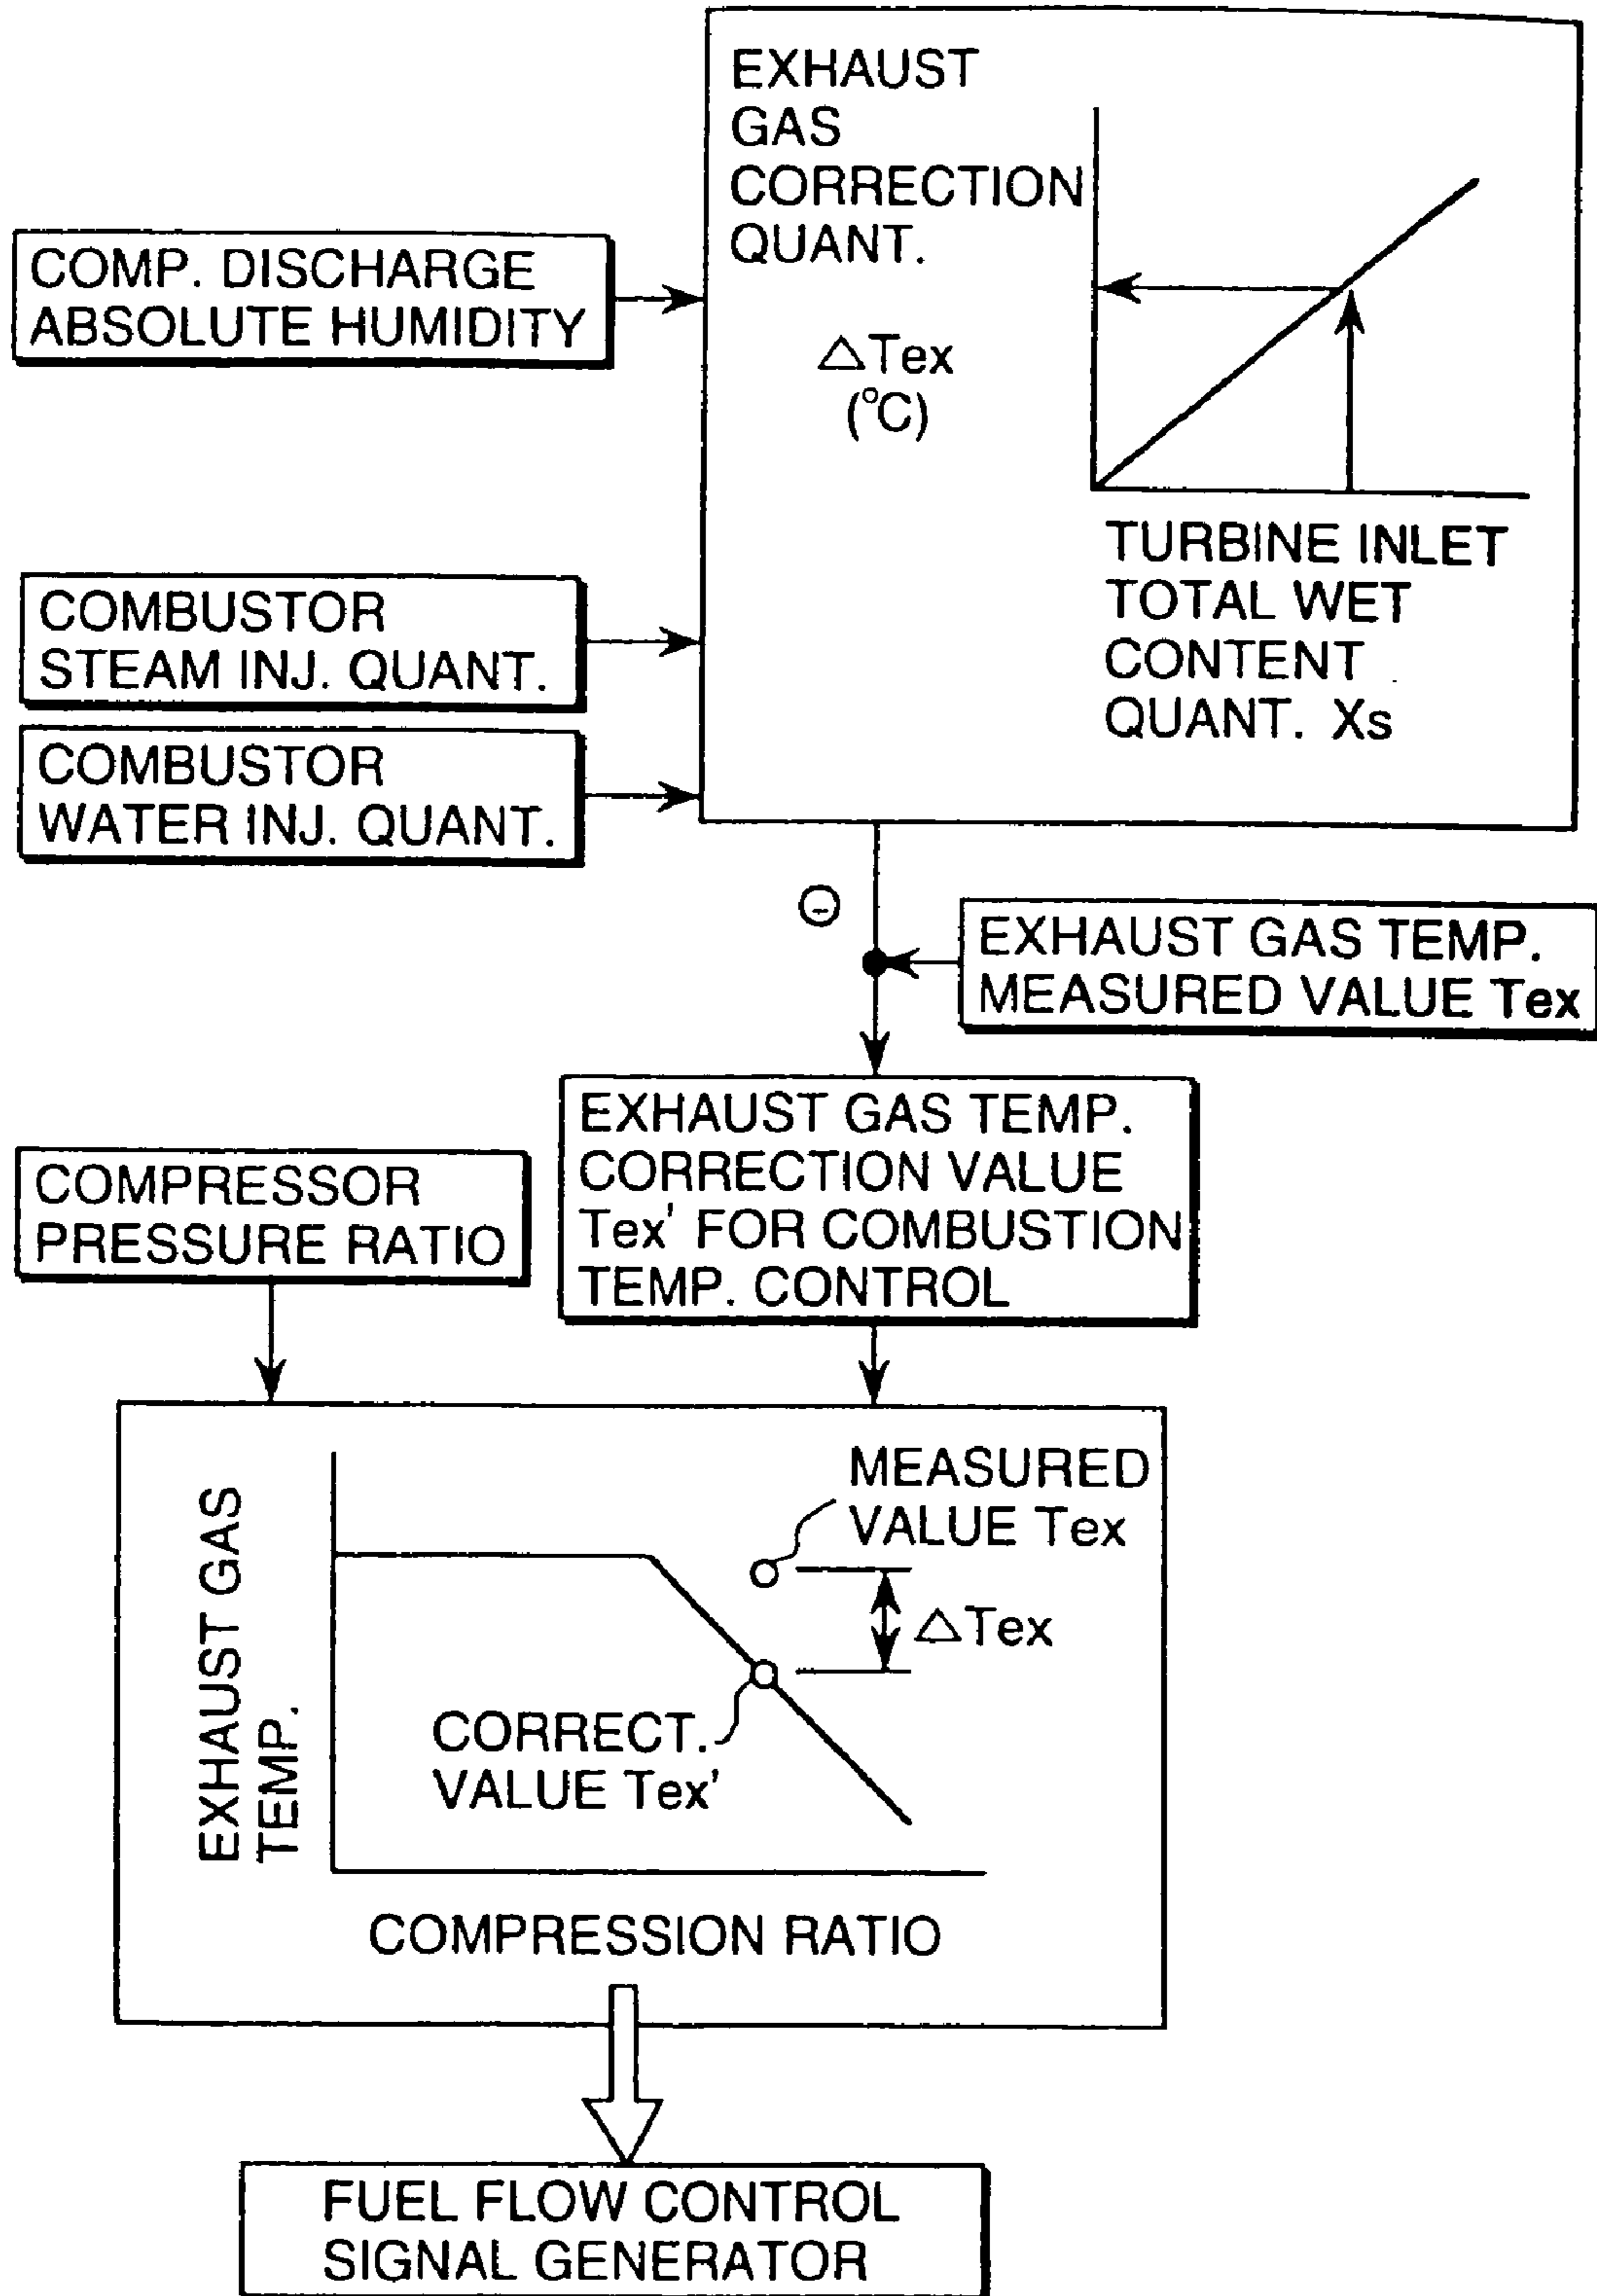 EXHAUST
GAS
CORRECTION
QUANT.
△Tex
(°C)
TURBINE INLET
TOTAL WET
CONTENT
QUANT. Xs
COMP. DISCHARGE
ABSOLUTE HUMIDITY
COMBUSTOR
STEAM INJ. QUANT.
COMBUSTOR
WATER INJ. QUANT.
⊖
EXHAUST GAS TEMP.
MEASURED VALUE Tex
EXHAUST GAS TEMP.
CORRECTION VALUE
Tex' FOR COMBUSTION
TEMP. CONTROL
COMPRESSOR
PRESSURE RATIO
EXHAUST GAS
TEMP.
MEASURED
VALUE Tex
△Tex
CORRECT.
VALUE Tex'
COMPRESSION RATIO
FUEL FLOW CONTROL
SIGNAL GENERATOR